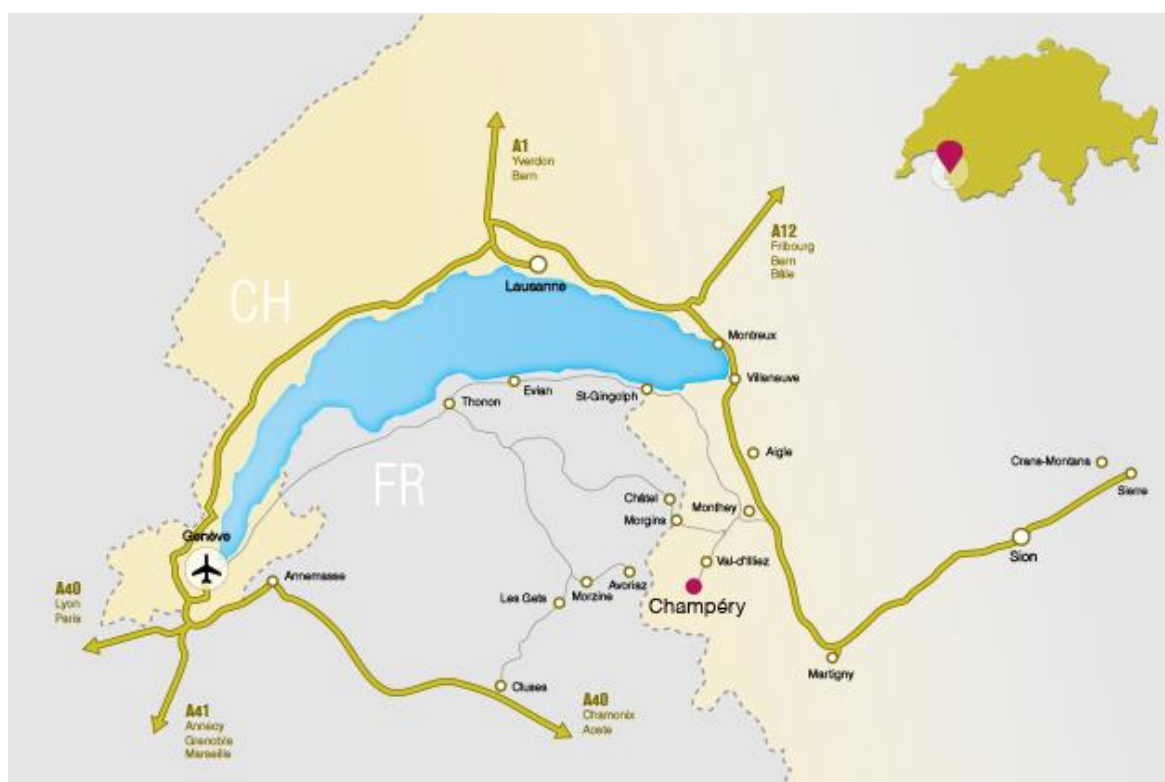 A1
Yverdon
Bern
A12
Fribourg
Bern
Bâle
CH
Lausanne
Montreux
Villeneuve
Evian
St-Gingolph
Thonon
Aigle
FR
Crans-Montana
Sierre
Châtel
Monthey
Morgins
Genève
Sion
Val-d'Illiez
Annemasse
Avoriaz
Morzine
Les Gets
Champéry
A40
Lyon
Paris
Martigny
Cluses
A40
Chamonix
Aoste
A41
Annecy
Grenoble
Marseille